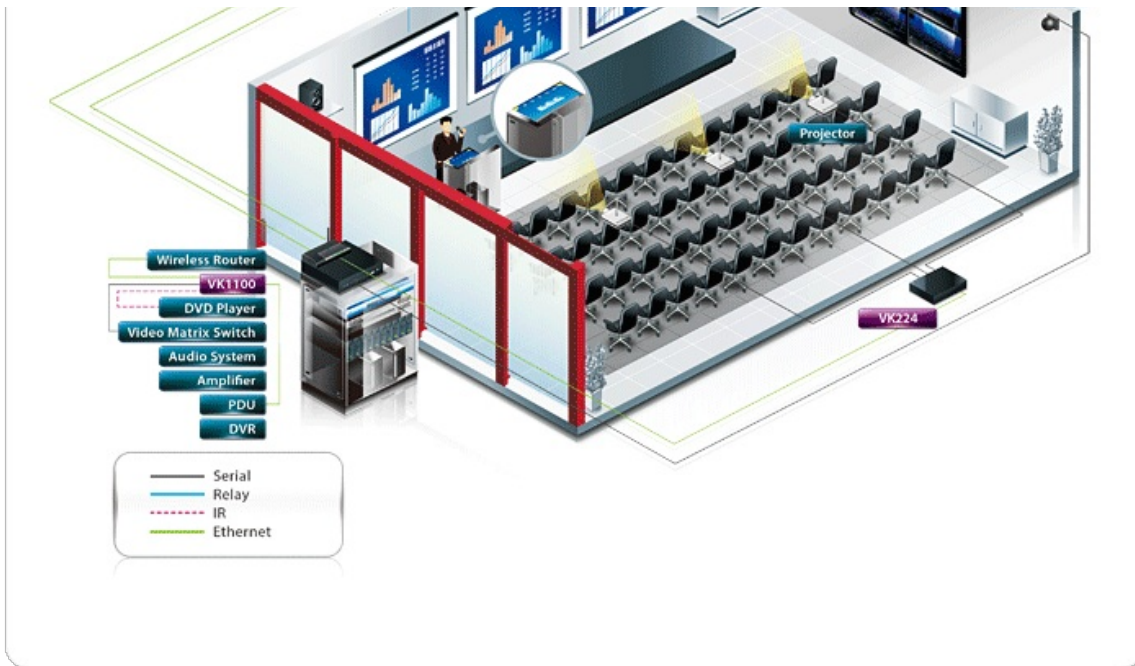 Projector
Wireless Router
VK1100
DVD Player
Video Matrix Switch
Audio System
Amplifier
PDU
DVR
VK224
Serial
Relay
IR
Ethernet